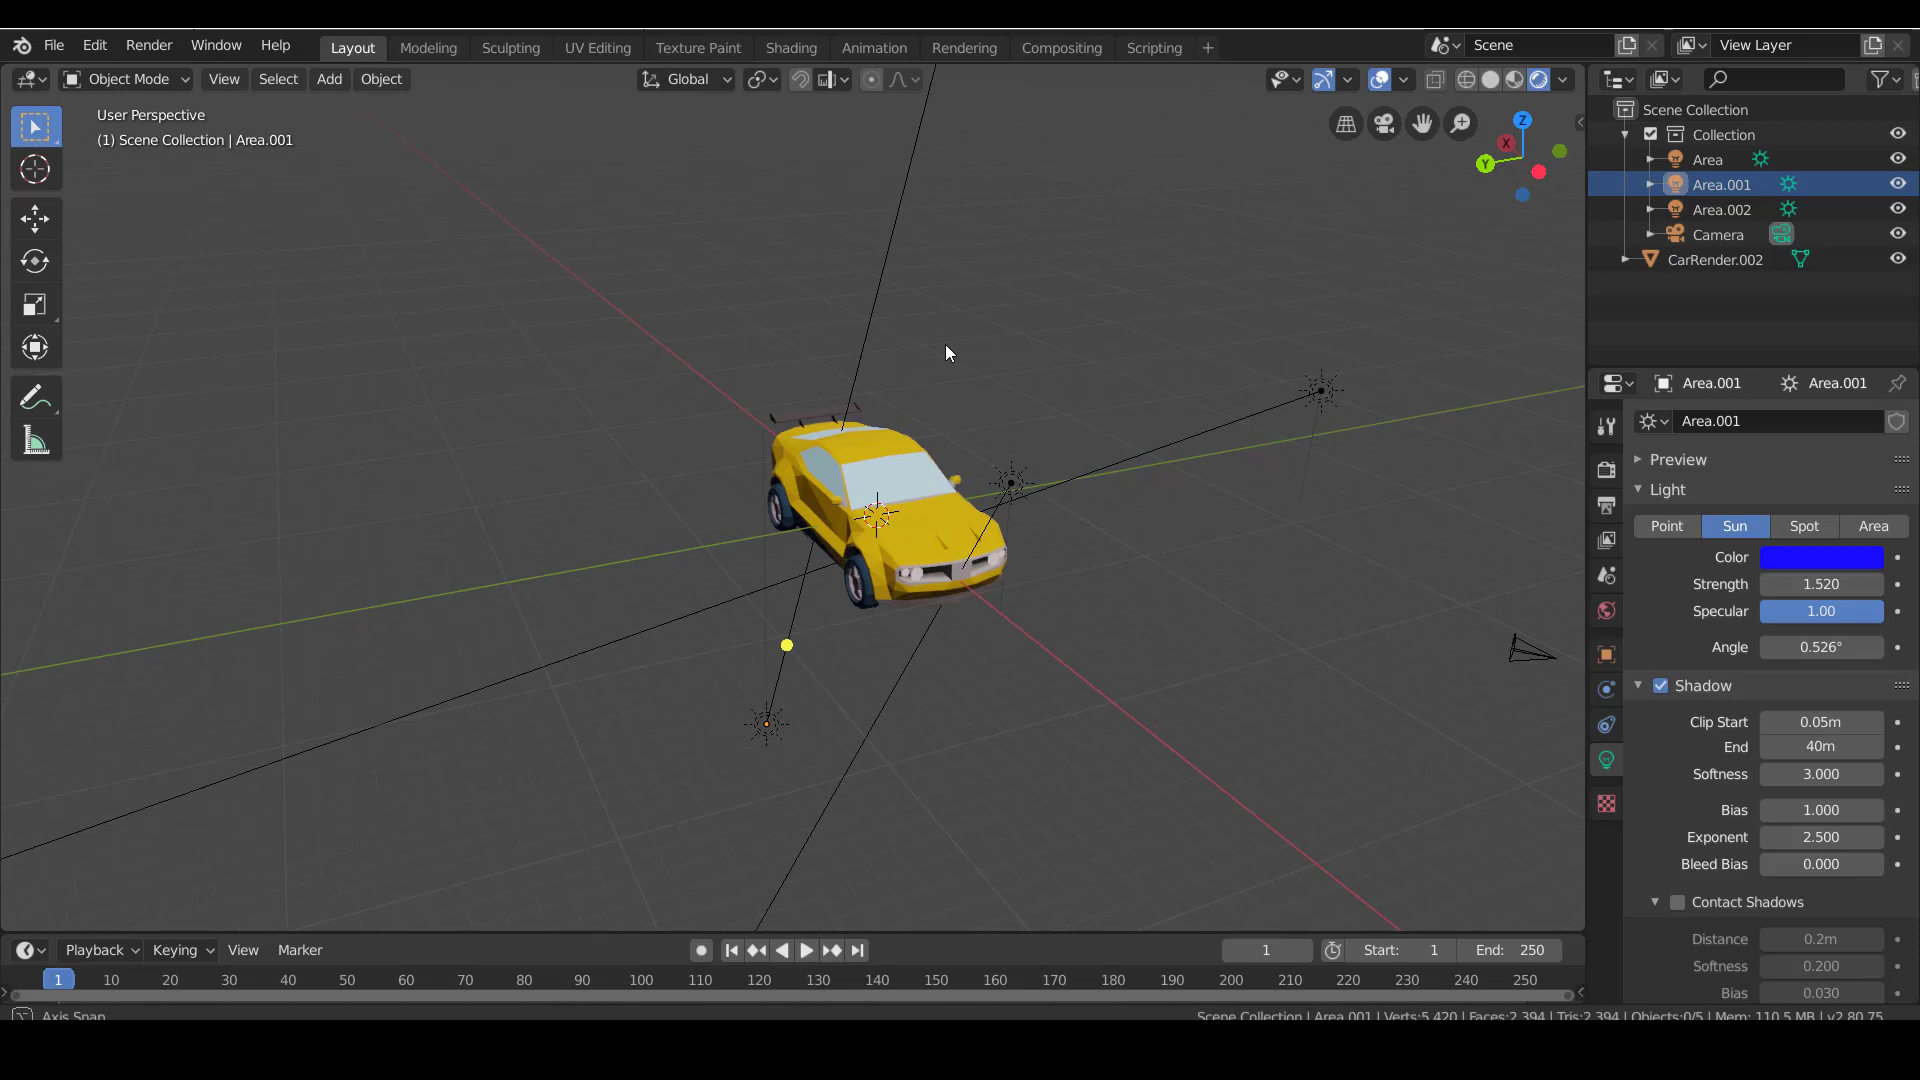 File Edit Render Window Help Layout Modeling Sculpting UV Editing Texture Paint Shading Animation Rendering Compositing Scripting + Scene View Layer
Object Mode View Select Add Object Global
User Perspective
(1) Scene Collection | Area.001
Z
X
Y
Scene Collection
Collection
Area
Area.001
Area.002
Camera
CarRender.002
Area.001 Area.001
Area.001
Preview
Light
Point Sun Spot Area
Color
Strength 1.520
Specular 1.00
Angle 0.526°
Shadow
Clip Start 0.05m
End 40m
Softness 3.000
Bias 1.000
Exponent 2.500
Bleed Bias 0.000
Contact Shadows
Distance 0.2m
Softness 0.200
Bias 0.030
Playback Keying View Marker 1 Start: 1 End: 250
1 10 20 30 40 50 60 70 80 90 100 110 120 130 140 150 160 170 180 190 200 210 220 230 240 250
Axis Snap Scene Collection | Area.001 | Verts:5,420 | Faces:2,394 | Tris:2,394 | Objects:0/5 | Mem: 110.5 MB | v2.80.75